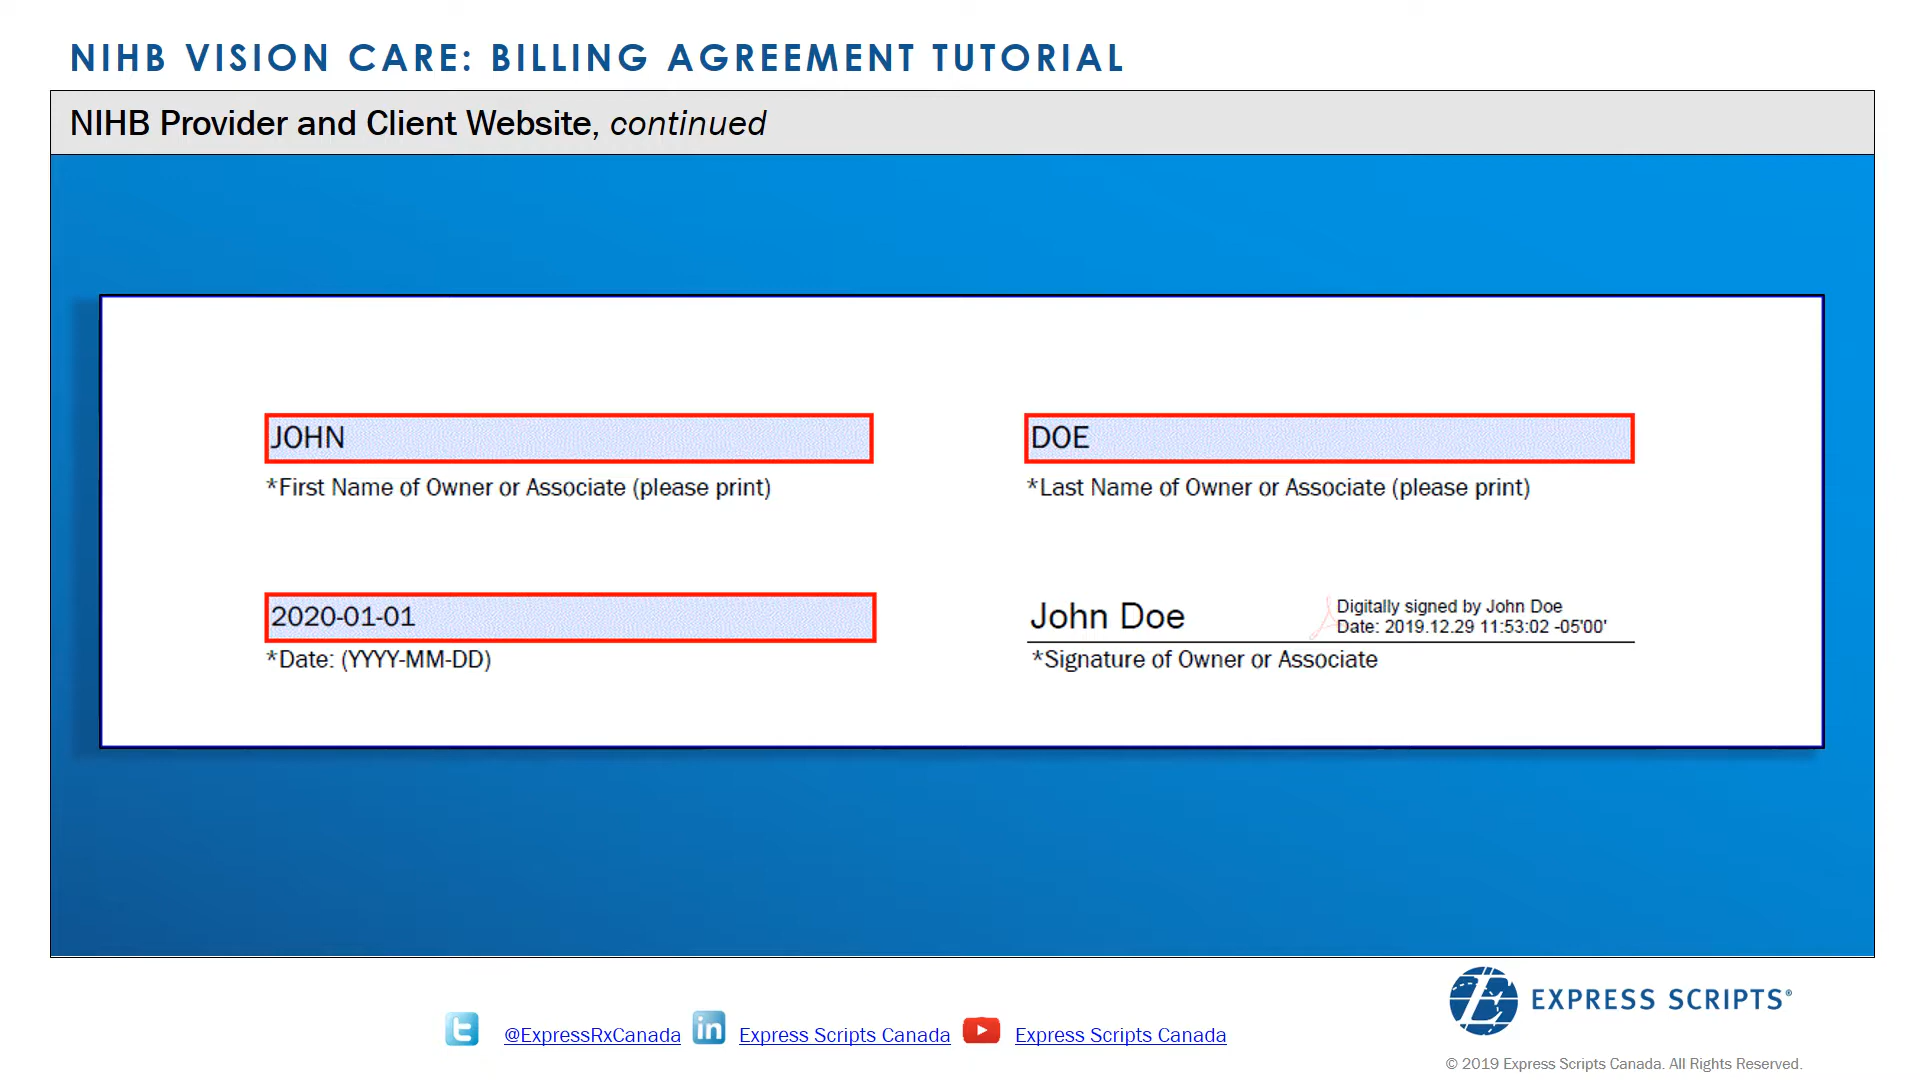 NIHB VISION CARE: BILLING AGREEMENT TUTORIAL
NIHB Provider and Client Website, continued
JOHN
*First Name of Owner or Associate (please print)
DOE
*Last Name of Owner or Associate (please print)
2020-01-01
*Date: (YYYY-MM-DD)
John Doe
Digitally signed by John Doe
Date: 2019.12.29 11:53:02 -05'00'
*Signature of Owner or Associate
@ExpressRxCanada
Express Scripts Canada
Express Scripts Canada
EXPRESS SCRIPTS®
© 2019 Express Scripts Canada. All Rights Reserved.